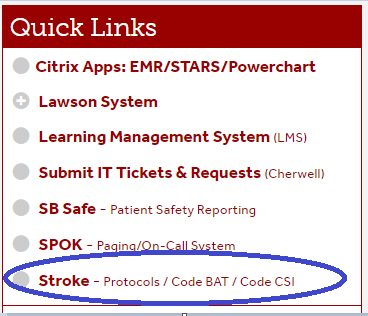 Quick Links
Citrix Apps: EMR/STARS/Powerchart
Lawson System
Learning Management System (LMS)
Submit IT Tickets & Requests (Cherwell)
SB Safe - Patient Safety Reporting
SPOK - Paging/On-Call System
Stroke - Protocols / Code BAT / Code CSI